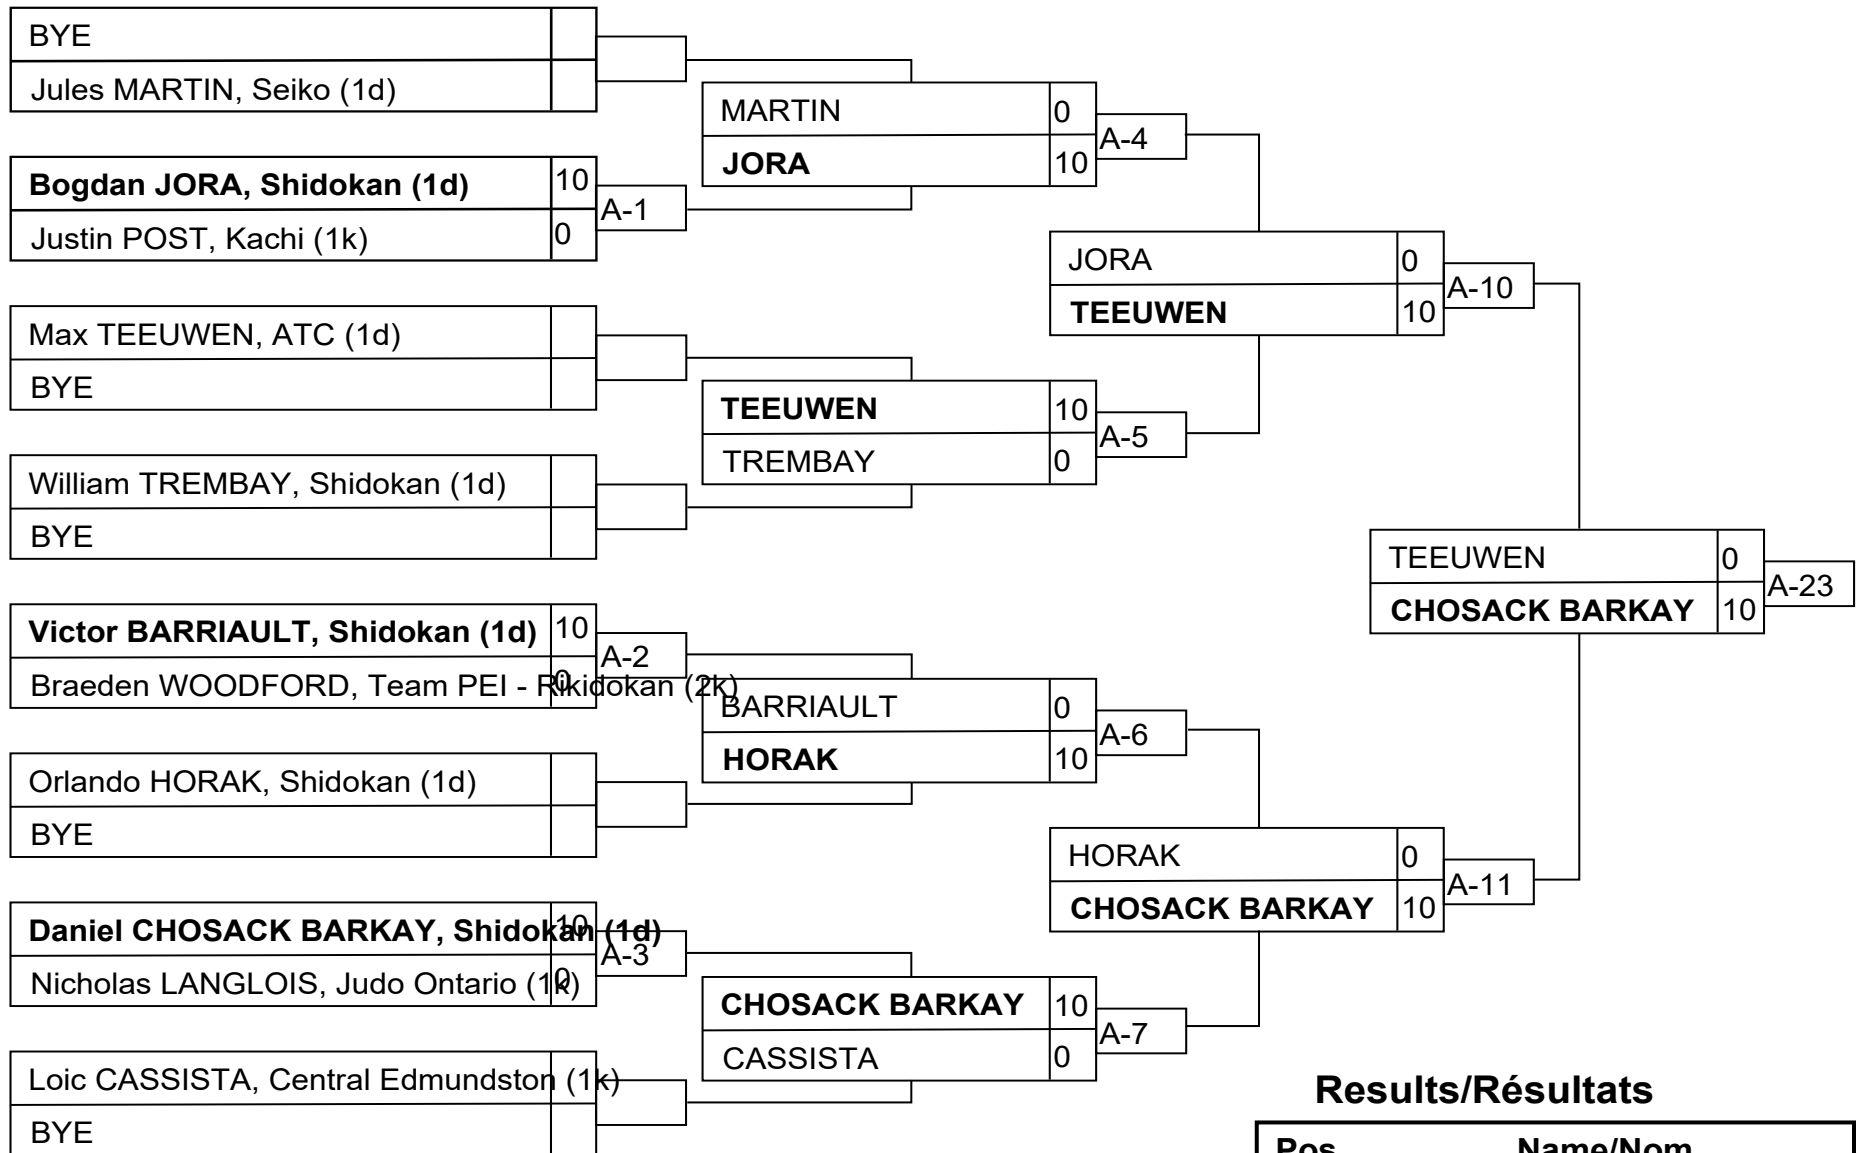 BYE
Jules MARTIN, Seiko (1d)
Bogdan JORA, Shidokan (1d) 10
Justin POST, Kachi (1k) 0
A-1
Max TEEUWEN, ATC (1d)
BYE
William TREMBAY, Shidokan (1d)
BYE
Victor BARRIAULT, Shidokan (1d) 10
Braeden WOODFORD, Team PEI - Rikidokan (2k) 0
A-2
Orlando HORAK, Shidokan (1d)
BYE
Daniel CHOSACK BARKAY, Shidokan (1d) 10
Nicholas LANGLOIS, Judo Ontario (1k) 0
A-3
Loic CASSISTA, Central Edmundston (1k)
BYE
MARTIN 0
JORA 10
A-4
TEEUWEN 10
TREMBAY 0
A-5
BARRIAULT 0
HORAK 10
A-6
CHOSACK BARKAY 10
CASSISTA 0
A-7
JORA 0
TEEUWEN 10
A-10
HORAK 0
CHOSACK BARKAY 10
A-11
TEEUWEN 0
CHOSACK BARKAY 10
A-23
Results/Résultats
Pos Name/Nom